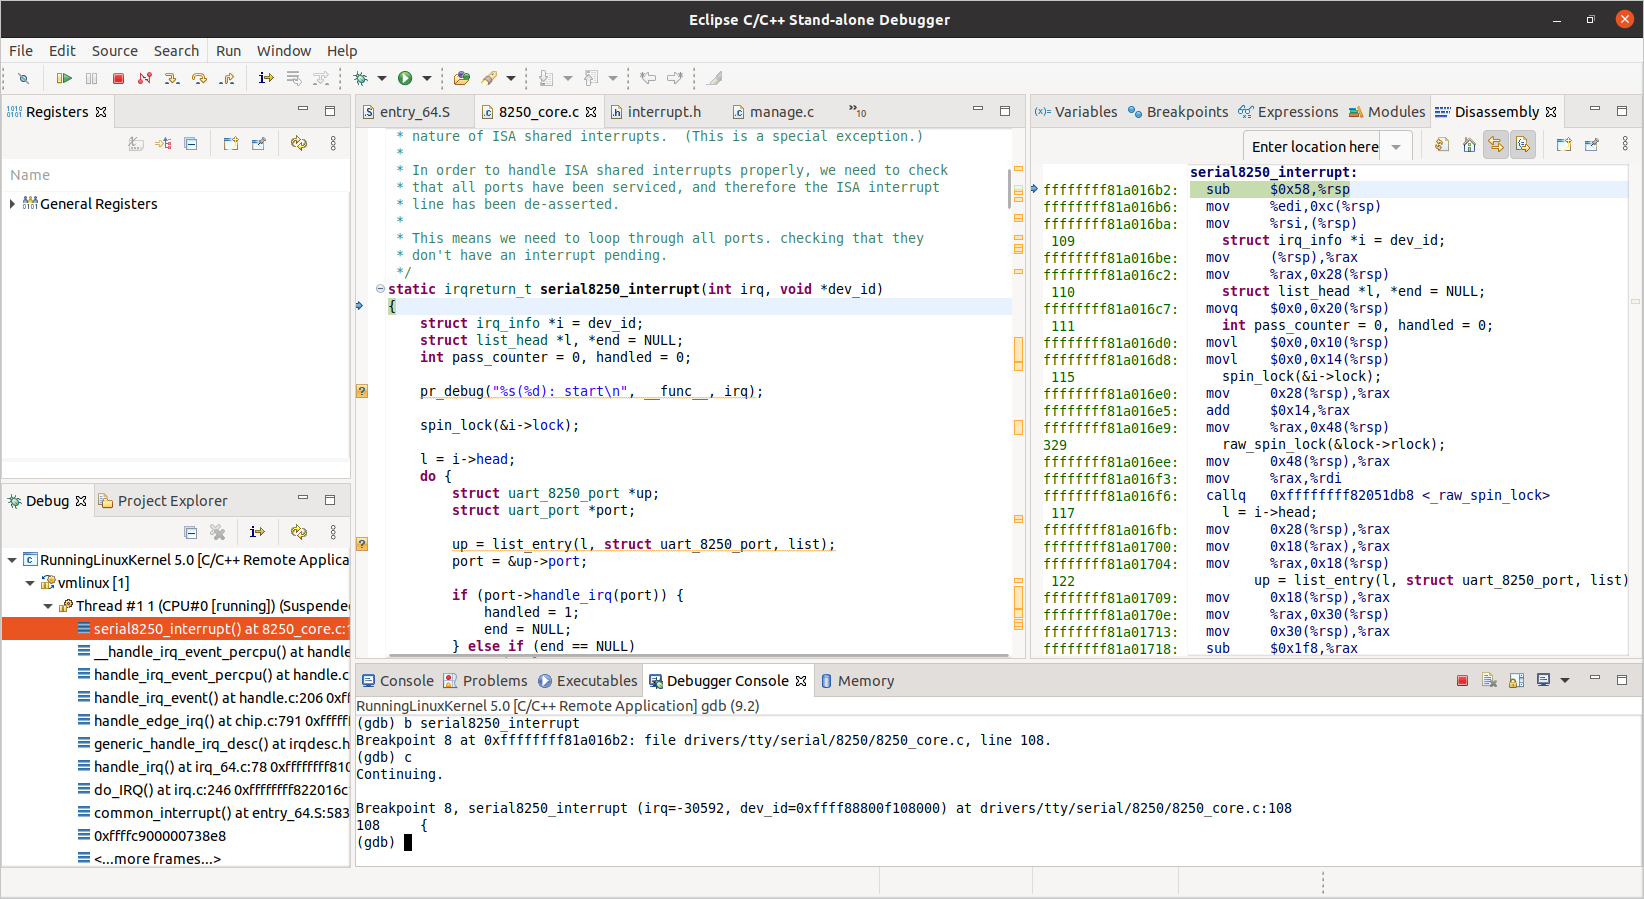 Eclipse C/C++ Stand-alone Debugger
File Edit Source Search Run Window Help
Registers
Name
General Registers
Debug Project Explorer
RunningLinuxKernel 5.0 [C/C++ Remote Applica
vmlinux [1]
Thread #1 1 (CPU#0 [running]) (Suspended
serial8250_interrupt() at 8250_core.c:1
__handle_irq_event_percpu() at handle
handle_irq_event_percpu() at handle.c
handle_irq_event() at handle.c:206 0xff
handle_edge_irq() at chip.c:791 0xffffff
generic_handle_irq_desc() at irqdesc.h
handle_irq() at irq_64.c:78 0xffffffff810
do_IRQ() at irq.c:246 0xffffffff822016c
common_interrupt() at entry_64.S:583
0xffffc900000738e8
<...more frames...>
entry_64.S 8250_core.c interrupt.h manage.c »10
* nature of ISA shared interrupts.  (This is a special exception.)
*
* In order to handle ISA shared interrupts properly, we need to check
* that all ports have been serviced, and therefore the ISA interrupt
* line has been de-asserted.
*
* This means we need to loop through all ports. checking that they
* don't have an interrupt pending.
*/
static irqreturn_t serial8250_interrupt(int irq, void *dev_id)
{
struct irq_info *i = dev_id;
struct list_head *l, *end = NULL;
int pass_counter = 0, handled = 0;
pr_debug("%s(%d): start\n", __func__, irq);
spin_lock(&i->lock);
l = i->head;
do {
struct uart_8250_port *up;
struct uart_port *port;
up = list_entry(l, struct uart_8250_port, list);
port = &up->port;
if (port->handle_irq(port)) {
handled = 1;
end = NULL;
} else if (end == NULL)
(x)= Variables Breakpoints Expressions Modules Disassembly
Enter location here
serial8250_interrupt:
ffffffff81a016b2: sub $0x58,%rsp
ffffffff81a016b6: mov %edi,0xc(%rsp)
ffffffff81a016ba: mov %rsi,(%rsp)
109 struct irq_info *i = dev_id;
ffffffff81a016be: mov (%rsp),%rax
ffffffff81a016c2: mov %rax,0x28(%rsp)
110 struct list_head *l, *end = NULL;
ffffffff81a016c7: movq $0x0,0x20(%rsp)
111 int pass_counter = 0, handled = 0;
ffffffff81a016d0: movl $0x0,0x10(%rsp)
ffffffff81a016d8: movl $0x0,0x14(%rsp)
115 spin_lock(&i->lock);
ffffffff81a016e0: mov 0x28(%rsp),%rax
ffffffff81a016e5: add $0x14,%rax
ffffffff81a016e9: mov %rax,0x48(%rsp)
329 raw_spin_lock(&lock->rlock);
ffffffff81a016ee: mov 0x48(%rsp),%rax
ffffffff81a016f3: mov %rax,%rdi
ffffffff81a016f6: callq 0xffffffff82051db8 <_raw_spin_lock>
117 l = i->head;
ffffffff81a016fb: mov 0x28(%rsp),%rax
ffffffff81a01700: mov 0x18(%rax),%rax
ffffffff81a01704: mov %rax,0x18(%rsp)
122 up = list_entry(l, struct uart_8250_port, list)
ffffffff81a01709: mov 0x18(%rsp),%rax
ffffffff81a0170e: mov %rax,0x30(%rsp)
ffffffff81a01713: mov 0x30(%rsp),%rax
ffffffff81a01718: sub $0x1f8,%rax
Console Problems Executables Debugger Console Memory
RunningLinuxKernel 5.0 [C/C++ Remote Application] gdb (9.2)
(gdb) b serial8250_interrupt
Breakpoint 8 at 0xffffffff81a016b2: file drivers/tty/serial/8250/8250_core.c, line 108.
(gdb) c
Continuing.
Breakpoint 8, serial8250_interrupt (irq=-30592, dev_id=0xffff88800f108000) at drivers/tty/serial/8250/8250_core.c:108
108 {
(gdb)